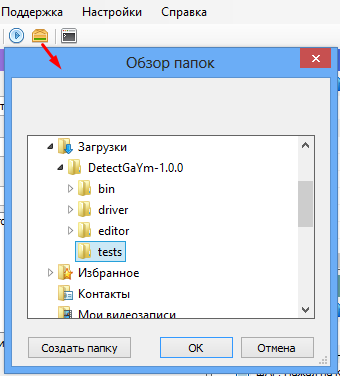 Поддержка Настройки Справка
Обзор папок
Загрузки
DetectGaYm-1.0.0
bin
driver
editor
tests
Избранное
Контакты
Мои видеозаписи
Создать папку OK Отмена